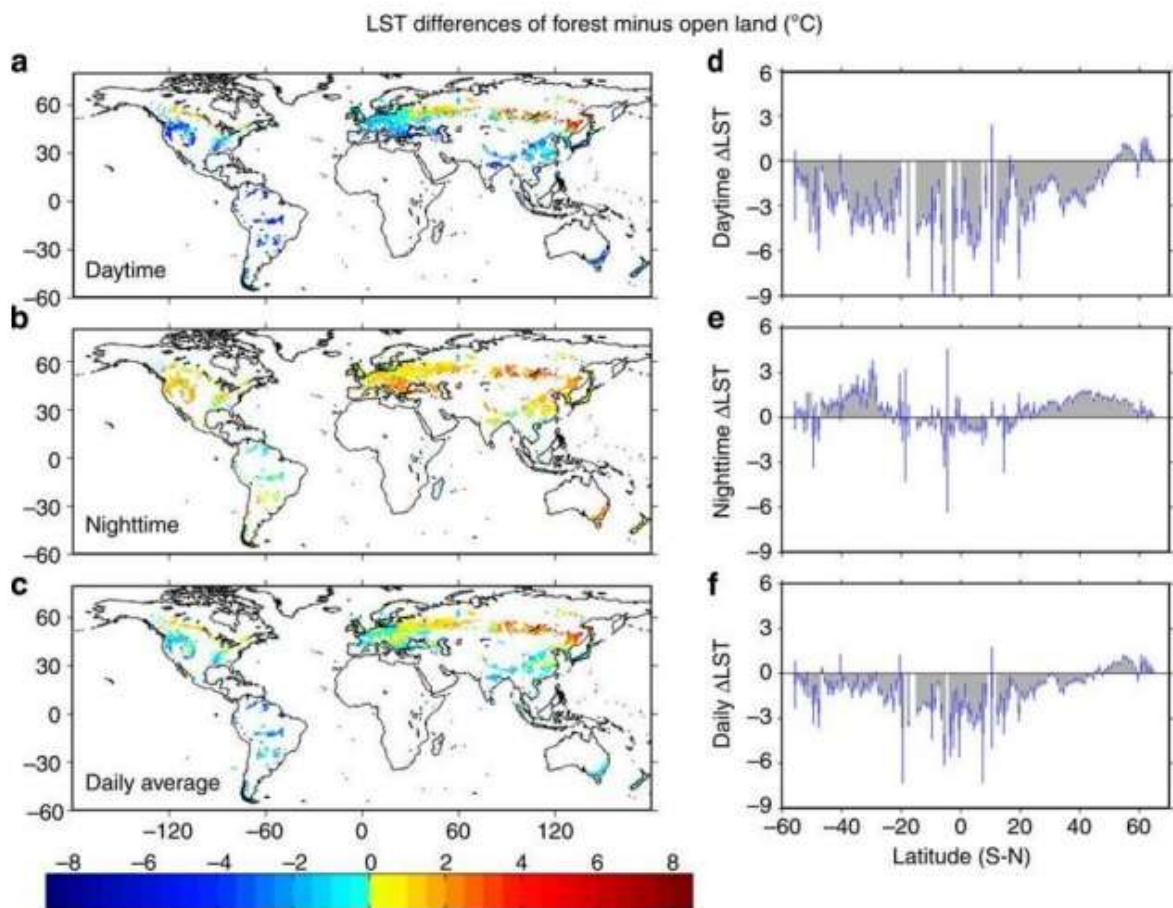 LST differences of forest minus open land (°C)
a
60
30
0
−30
−60
Daytime
b
60
30
0
−30
−60
Nighttime
c
60
30
0
−30
−60
Daily average
−120 −60 0 60 120
−8 −6 −4 −2 0 2 4 6 8
d
6
3
0
−3
−6
−9
Daytime ΔLST
e
6
3
0
−3
−6
−9
Nighttime ΔLST
f
6
3
0
−3
−6
−9
Daily ΔLST
−60 −40 −20 0 20 40 60
Latitude (S-N)